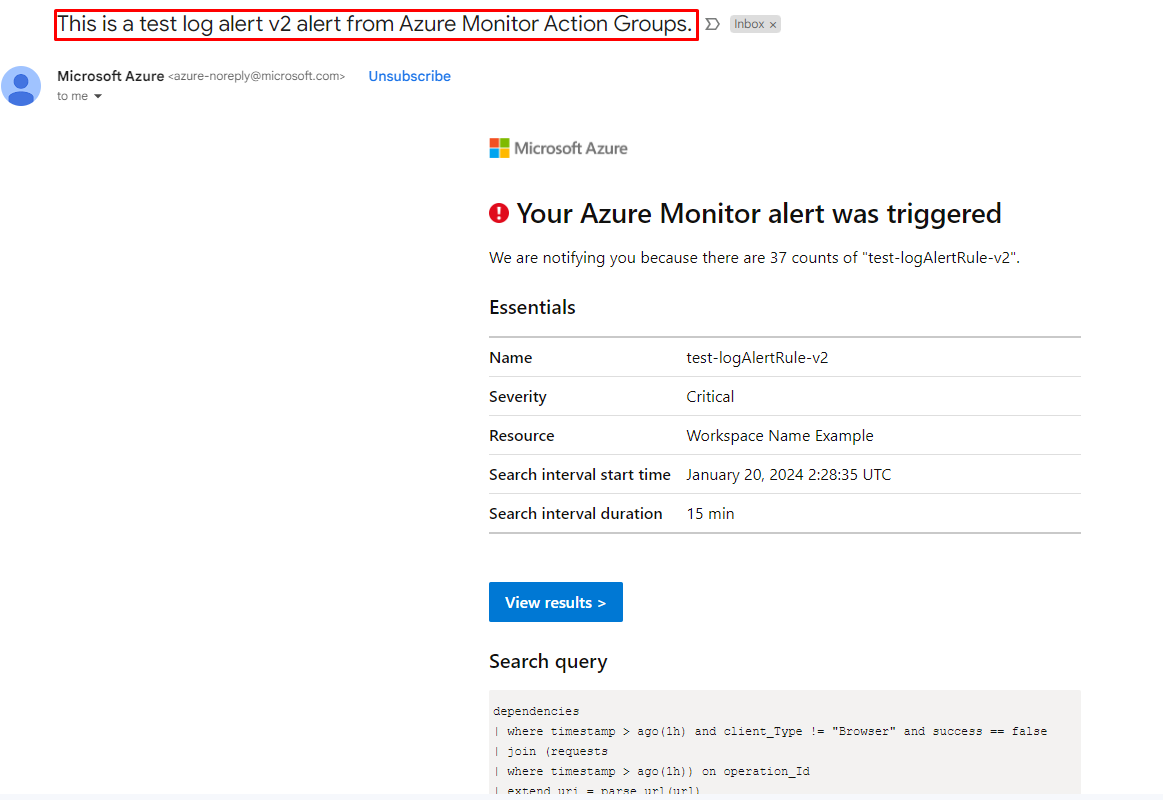 This is a test log alert v2 alert from Azure Monitor Action Groups. Inbox ×
Microsoft Azure <azure-noreply@microsoft.com> Unsubscribe
to me
Microsoft Azure
Your Azure Monitor alert was triggered
We are notifying you because there are 37 counts of "test-logAlertRule-v2".
Essentials
Name test-logAlertRule-v2
Severity Critical
Resource Workspace Name Example
Search interval start time January 20, 2024 2:28:35 UTC
Search interval duration 15 min
View results >
Search query
dependencies
| where timestamp > ago(1h) and client_Type != "Browser" and success == false
| join (requests
| where timestamp > ago(1h)) on operation_Id
| extend uri = parse_url(url)